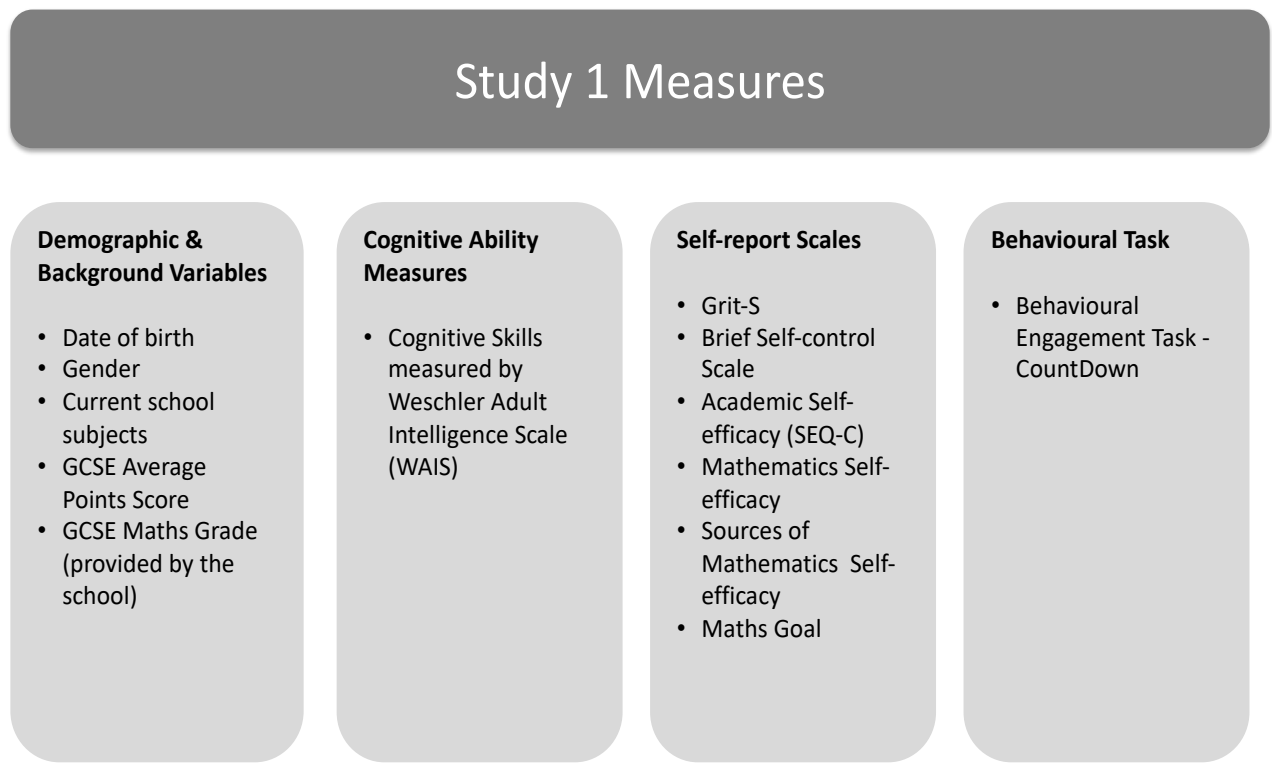 Study 1 Measures
Demographic &
Background Variables
• Date of birth
• Gender
• Current school
subjects
• GCSE Average
Points Score
• GCSE Maths Grade
(provided by the
school)
Cognitive Ability
Measures
• Cognitive Skills
measured by
Weschler Adult
Intelligence Scale
(WAIS)
Self-report Scales
• Grit-S
• Brief Self-control
Scale
• Academic Self-
efficacy (SEQ-C)
• Mathematics Self-
efficacy
• Sources of
Mathematics  Self-
efficacy
• Maths Goal
Behavioural Task
• Behavioural
Engagement Task -
CountDown